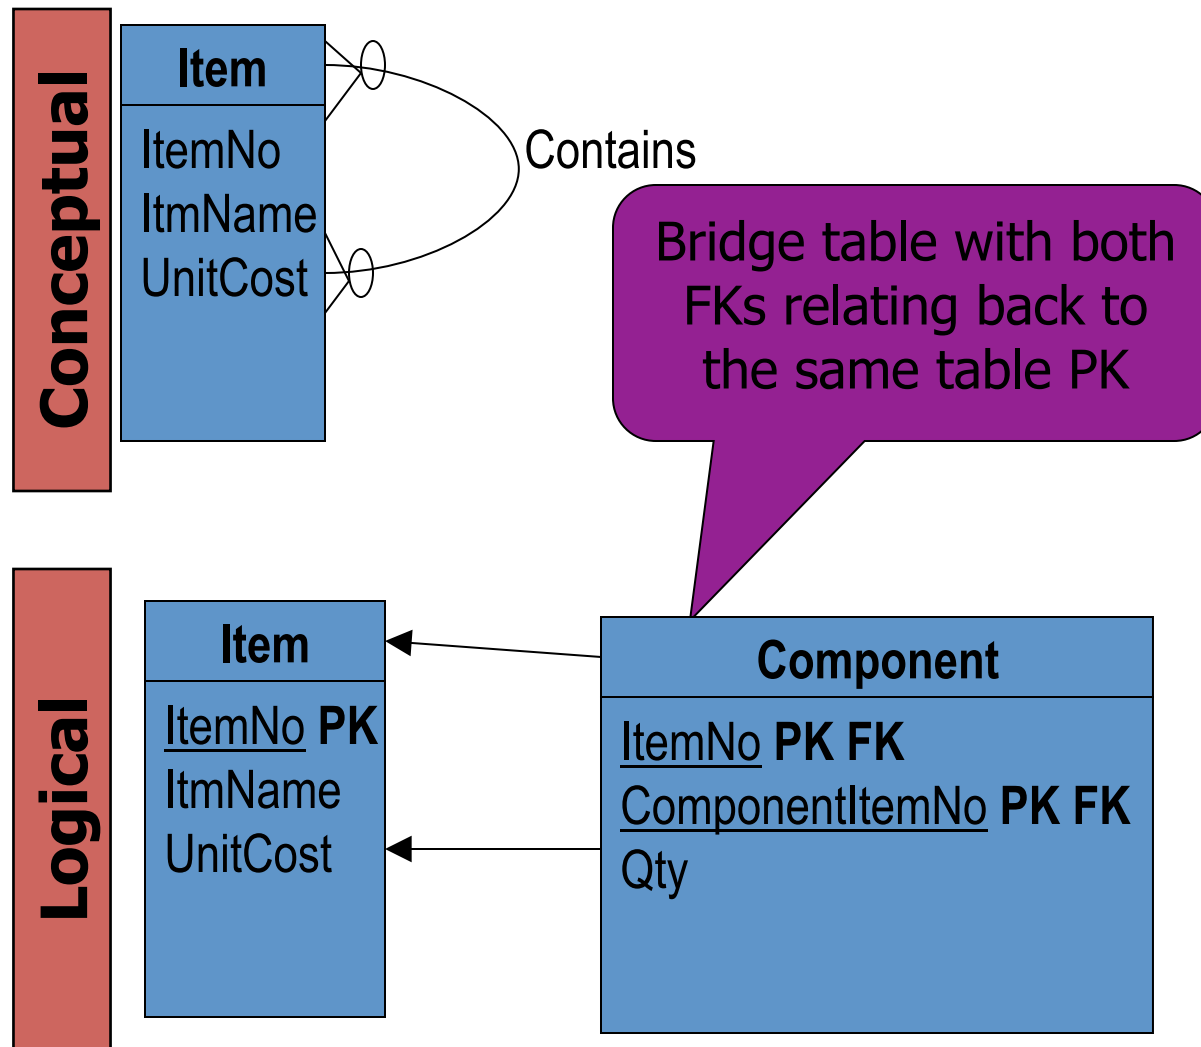 Conceptual
Item
ItemNo
ItmName
UnitCost
Contains
Bridge table with both
FKs relating back to
the same table PK
Logical
Item
ItemNo PK
ItmName
UnitCost
Component
ItemNo PK FK
ComponentItemNo PK FK
Qty